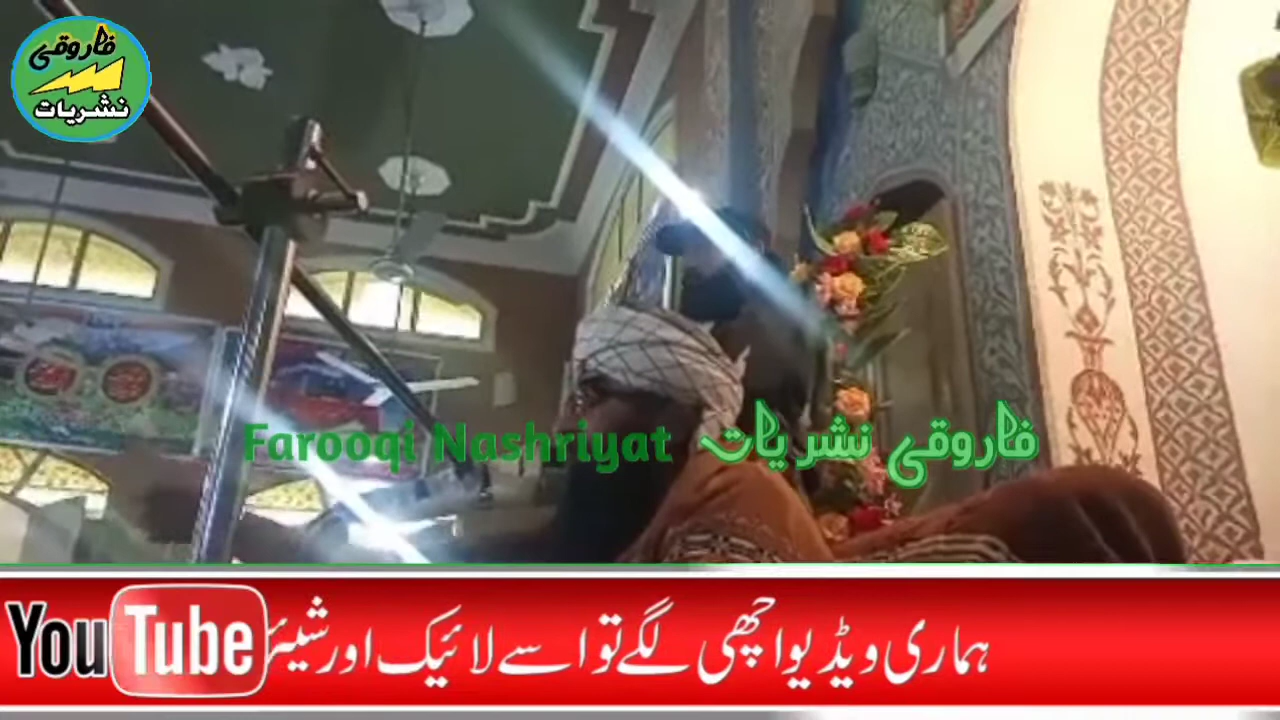 فاروقی
نشریات
Farooqi Nashriyat فاروقی نشریات
YouTube ہماری ویڈیو اچھی لگے تو اسے لائیک اور شیئر